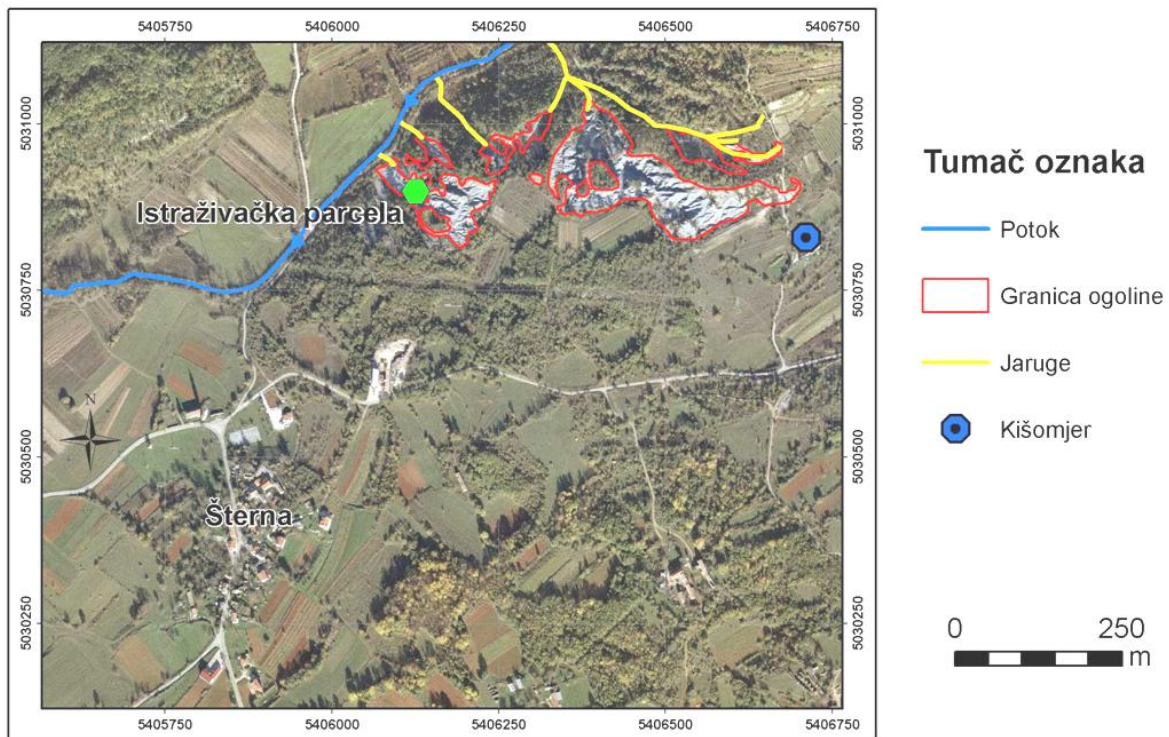 5405750 5406000 5406250 5406500 5406750
5031000 5031000
Istraživačka parcela
5030750 5030750
N
5030500 5030500
Šterna
5030250 5030250
5405750 5406000 5406250 5406500 5406750
Tumač oznaka
Potok
Granica ogoline
Jaruge
Kišomjer
0 250
m